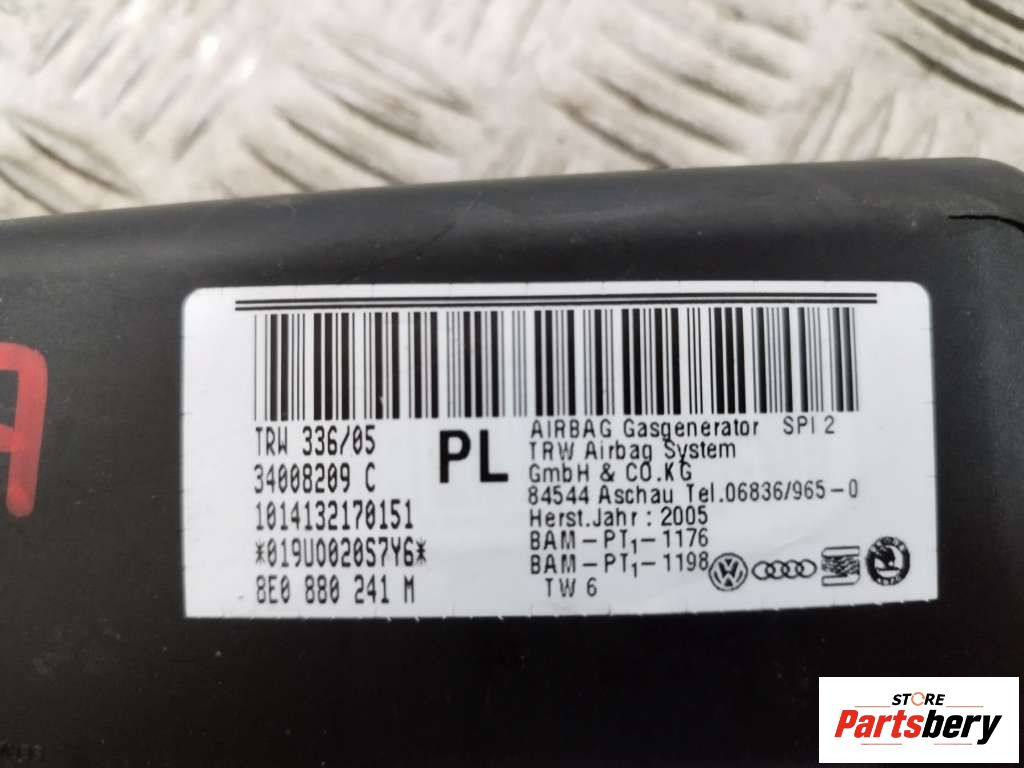 TRW 336/05
34008209 C
1014132170151
*019U0020S7Y6*
8E0 880 241 M
PL
AIRBAG Gasgenerator SPI 2
TRW Airbag System
GmbH & CO.KG
84544 Aschau Tel.06836/965-0
Herst.Jahr : 2005
BAM-PT1-1176
BAM-PT1-1198
TW 6
A
STORE
Partsbery